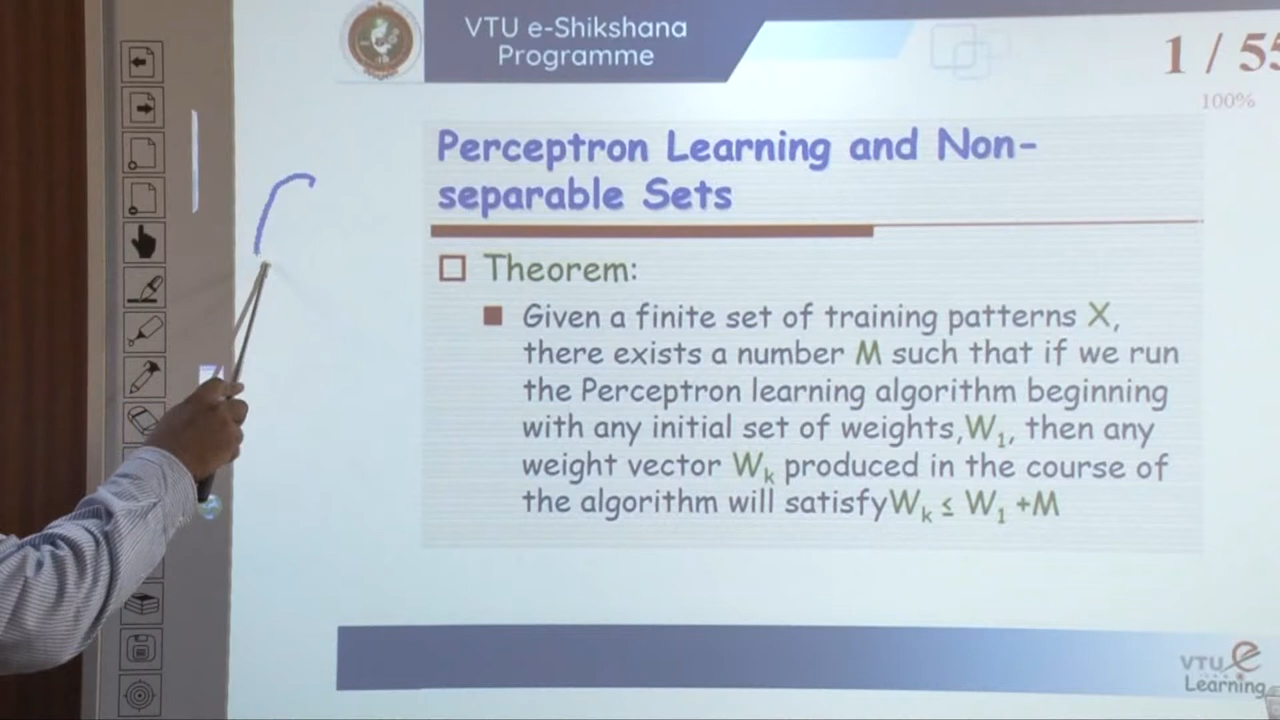 VTU e-Shikshana
Programme
1 / 55
100%
Perceptron Learning and Non-
separable Sets
Theorem:
Given a finite set of training patterns X,
there exists a number M such that if we run
the Perceptron learning algorithm beginning
with any initial set of weights,W₁, then any
weight vector Wₖ produced in the course of
the algorithm will satisfyWₖ ≤ W₁ +M
VTU e
Learning